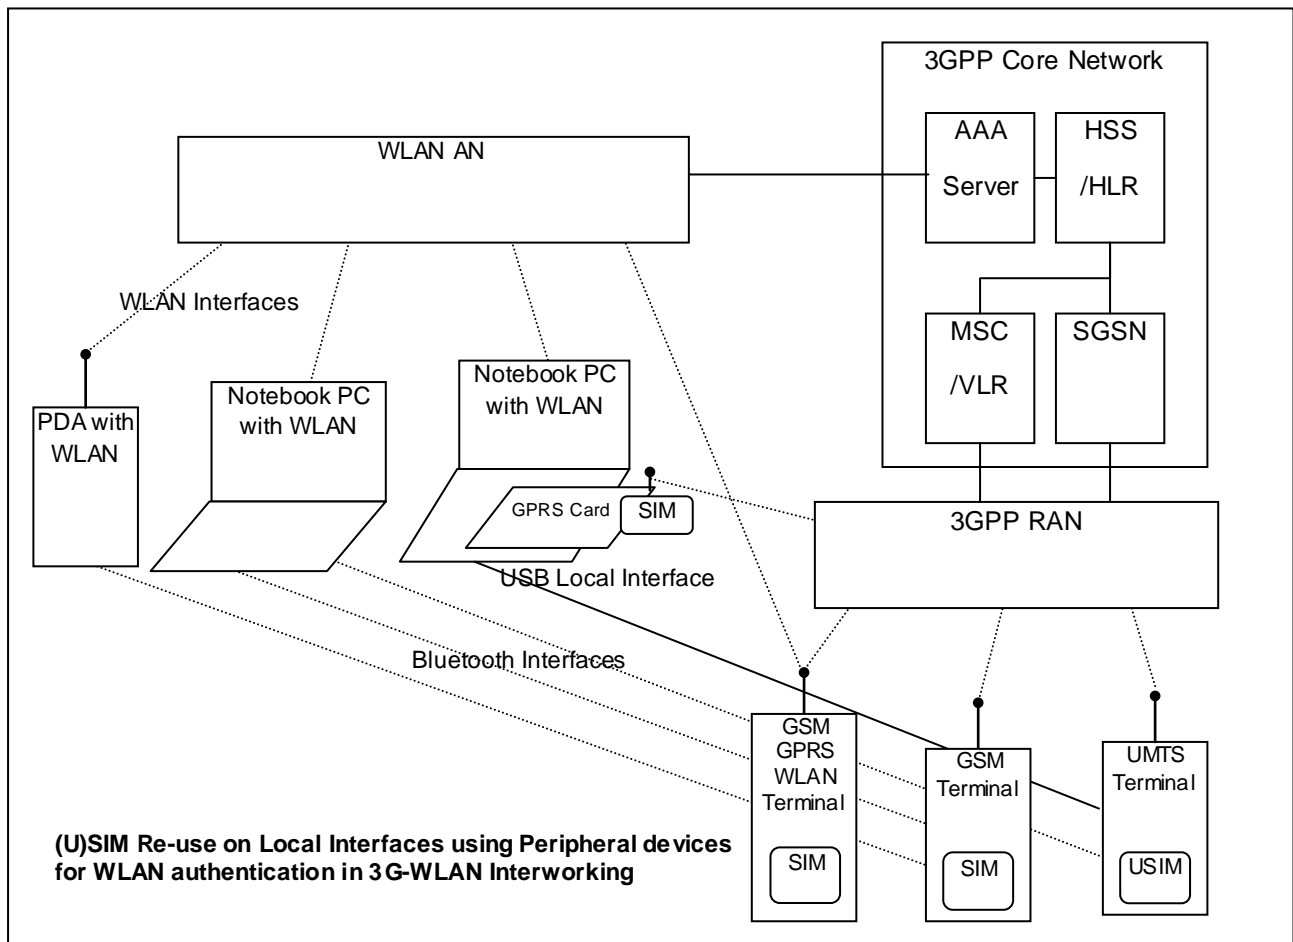 3GPP Core Network
AAA
Server
HSS
/HLR
WLAN AN
MSC
/VLR
SGSN
WLAN Interfaces
PDA with
WLAN
Notebook PC
with WLAN
Notebook PC
with WLAN
GPRS Card
SIM
3GPP RAN
USB Local Interface
Bluetooth Interfaces
GSM
GPRS
WLAN
Terminal
SIM
GSM
Terminal
SIM
UMTS
Terminal
USIM
(U)SIM Re-use on Local Interfaces using Peripheral devices
for WLAN authentication in 3G-WLAN Interworking